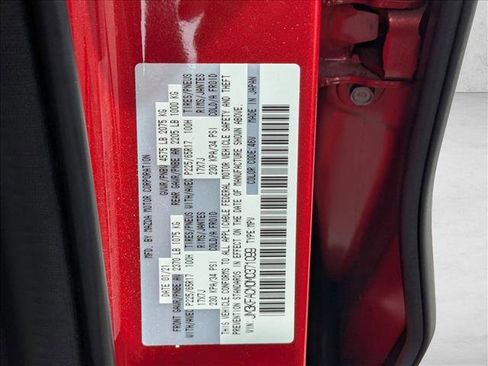 MFD. BY MAZDA MOTOR CORPORATION
DATE: 01/21 GVWR/PNBV 4575 LB 2075 KG
FRONT GAWR/PNBE AV 2370 LB 1075 KG REAR GAWR/PNBE AR 2205 LB 1000 KG
WITH/AVEC P225/65R17 100H TIRES/PNEUS WITH/AVEC P225/65R17 100H TIRES/PNEUS
17X7J RIMS/JANTES 17X7J RIMS/JANTES
230 KPA/34 PSI COLD/A FROID 230 KPA/34 PSI COLD/A FROID
THIS VEHICLE CONFORMS TO ALL APPLICABLE FEDERAL MOTOR VEHICLE SAFETY AND THEFT
PREVENTION STANDARDS IN EFFECT ON THE DATE OF MANUFACTURE SHOWN ABOVE.
VIN: TYPE: MPV COLOR CODE: MADE IN JAPAN